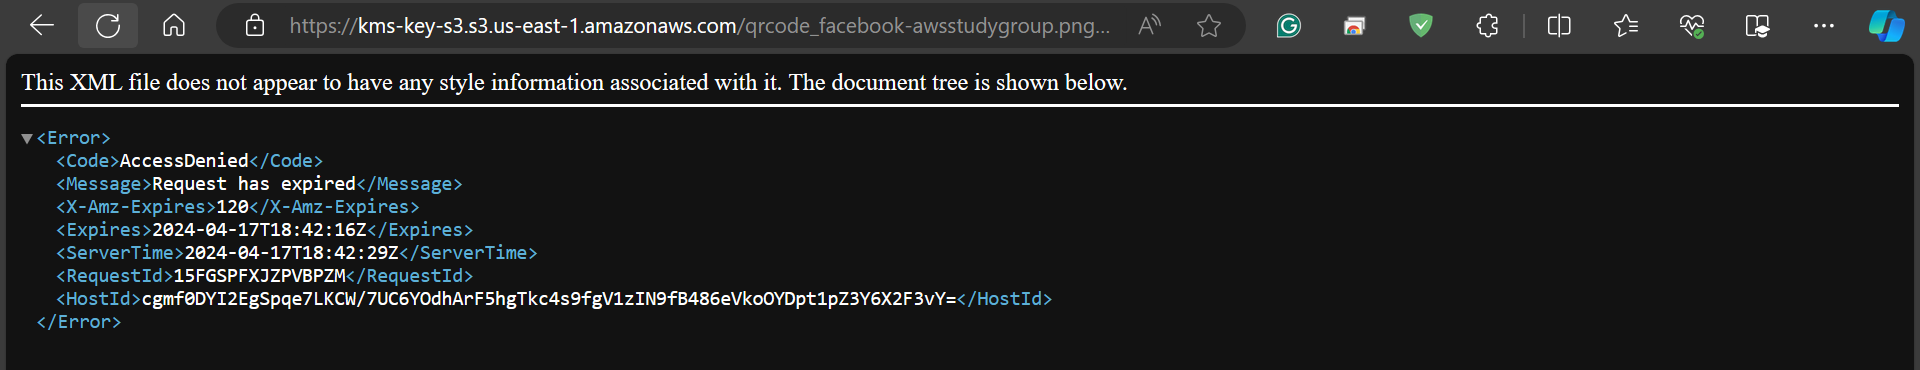 https://kms-key-s3.s3.us-east-1.amazonaws.com/qrcode_facebook-awsstudygroup.png...
This XML file does not appear to have any style information associated with it. The document tree is shown below.
<Error>
<Code>AccessDenied</Code>
<Message>Request has expired</Message>
<X-Amz-Expires>120</X-Amz-Expires>
<Expires>2024-04-17T18:42:16Z</Expires>
<ServerTime>2024-04-17T18:42:29Z</ServerTime>
<RequestId>15FGSPFXJZPVBPZM</RequestId>
<HostId>cgmf0DYI2EgSpqe7LKCW/7UC6YOdhArF5hgTkc4s9fgV1zIN9fB486eVkoOYDpt1pZ3Y6X2F3vY=</HostId>
</Error>